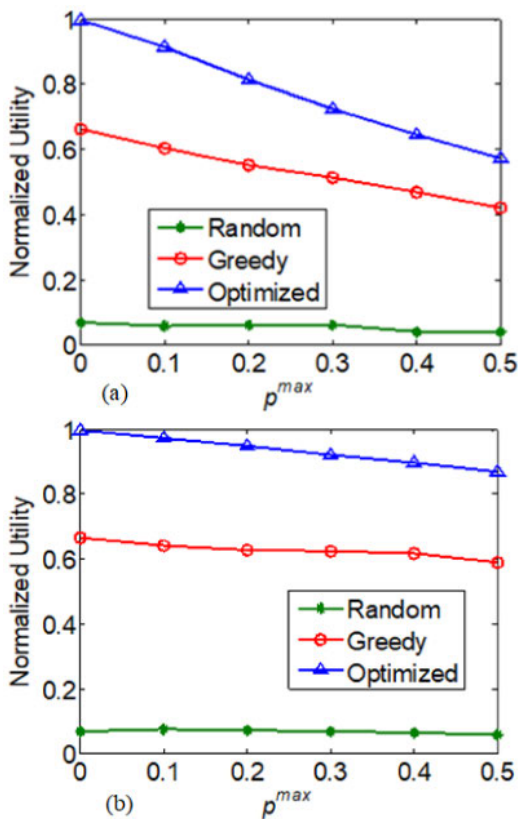 1
0.8
0.6
0.4
0.2
0
Normalized Utility
Random
Greedy
Optimized
0 0.1 0.2 0.3 0.4 0.5
(a) p^max
1
0.8
0.6
0.4
0.2
0
Normalized Utility
Random
Greedy
Optimized
0 0.1 0.2 0.3 0.4 0.5
(b) p^max